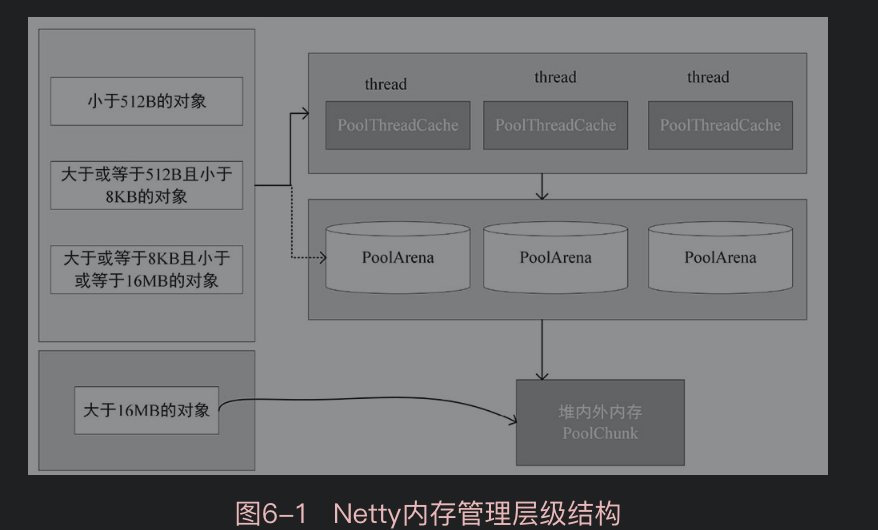 小于512B的对象
大于或等于512B且小于
8KB的对象
大于或等于8KB且小于
或等于16MB的对象
大于16MB的对象
thread
thread
thread
PoolThreadCache
PoolThreadCache
PoolThreadCache
PoolArena
PoolArena
PoolArena
堆内外内存
PoolChunk
图6-1 Netty内存管理层级结构